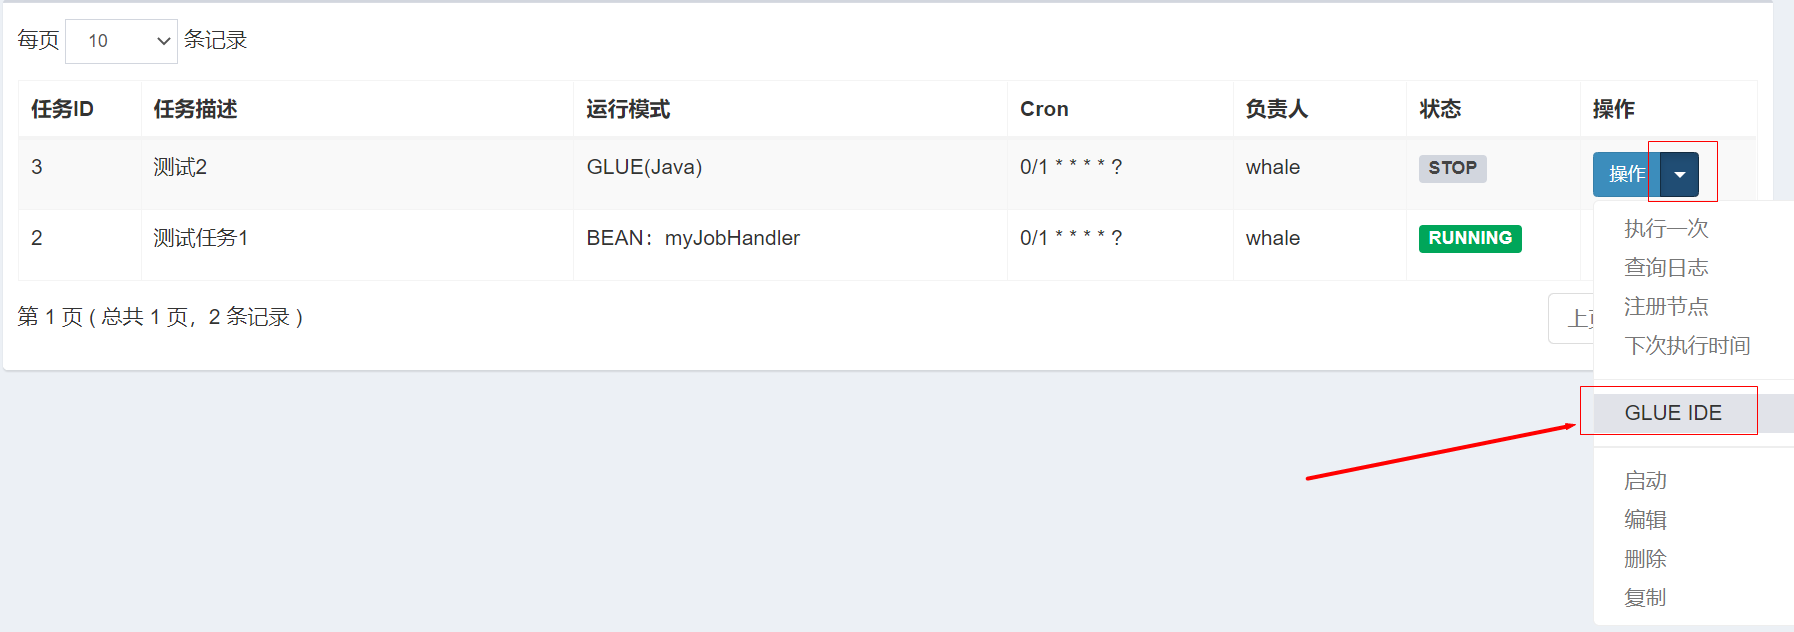 每页 10 条记录
任务ID 任务描述 运行模式 Cron 负责人 状态 操作
3 测试2 GLUE(Java) 0/1 * * * * ? whale STOP 操作
2 测试任务1 BEAN：myJobHandler 0/1 * * * * ? whale RUNNING
第 1 页 ( 总共 1 页，2 条记录 )
上
执行一次
查询日志
注册节点
下次执行时间
GLUE IDE
启动
编辑
删除
复制